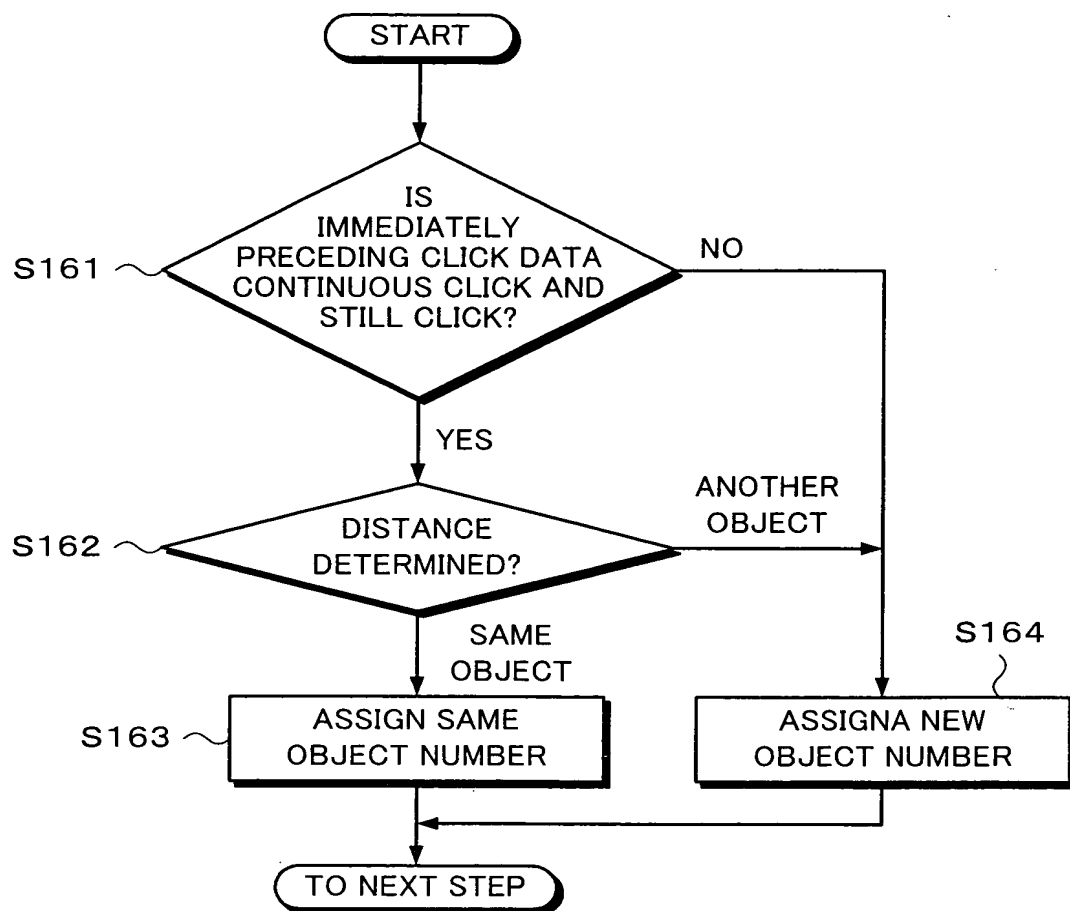 START
IS
IMMEDIATELY
PRECEDING CLICK DATA
CONTINUOUS CLICK AND
STILL CLICK?
S161
NO
YES
DISTANCE
DETERMINED?
S162
ANOTHER
OBJECT
SAME
OBJECT
S164
ASSIGN SAME
OBJECT NUMBER
S163
ASSIGNA NEW
OBJECT NUMBER
TO NEXT STEP